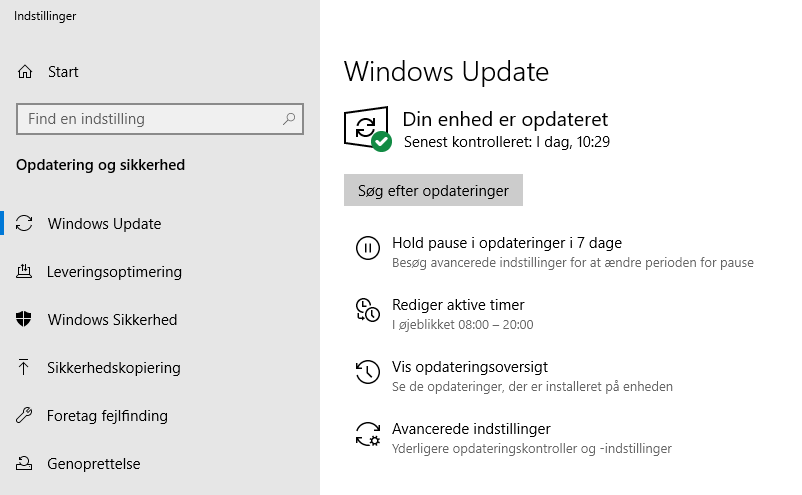 Indstillinger
Start
Find en indstilling
Opdatering og sikkerhed
Windows Update
Leveringsoptimering
Windows Sikkerhed
Sikkerhedskopiering
Foretag fejlfinding
Genoprettelse
Windows Update
Din enhed er opdateret
Senest kontrolleret: I dag, 10:29
Søg efter opdateringer
Hold pause i opdateringer i 7 dage
Besøg avancerede indstillinger for at ændre perioden for pause
Rediger aktive timer
I øjeblikket 08:00 – 20:00
Vis opdateringsoversigt
Se de opdateringer, der er installeret på enheden
Avancerede indstillinger
Yderligere opdateringskontroller og -indstillinger